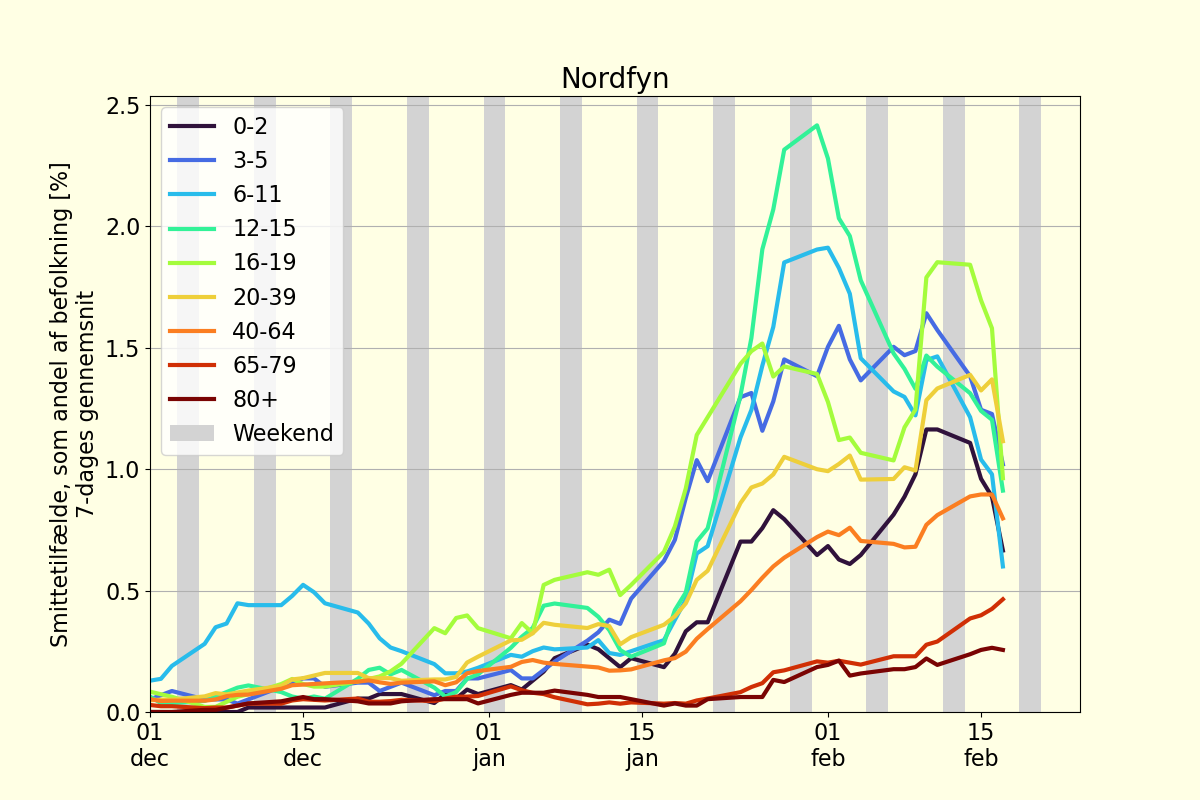 Nordfyn
Smittetilfælde, som andel af befolkning [%]
7-dages gennemsnit
2.5
2.0
1.5
1.0
0.5
0.0
0-2
3-5
6-11
12-15
16-19
20-39
40-64
65-79
80+
Weekend
01 15 01 15 01 15
dec dec jan jan feb feb